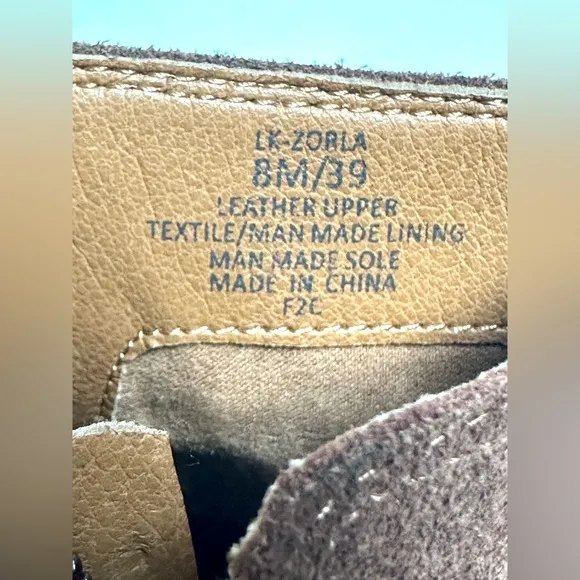 LK-ZORLA
8M/39
LEATHER UPPER
TEXTILE/MAN MADE LINING
MAN MADE SOLE
MADE IN CHINA
F2C